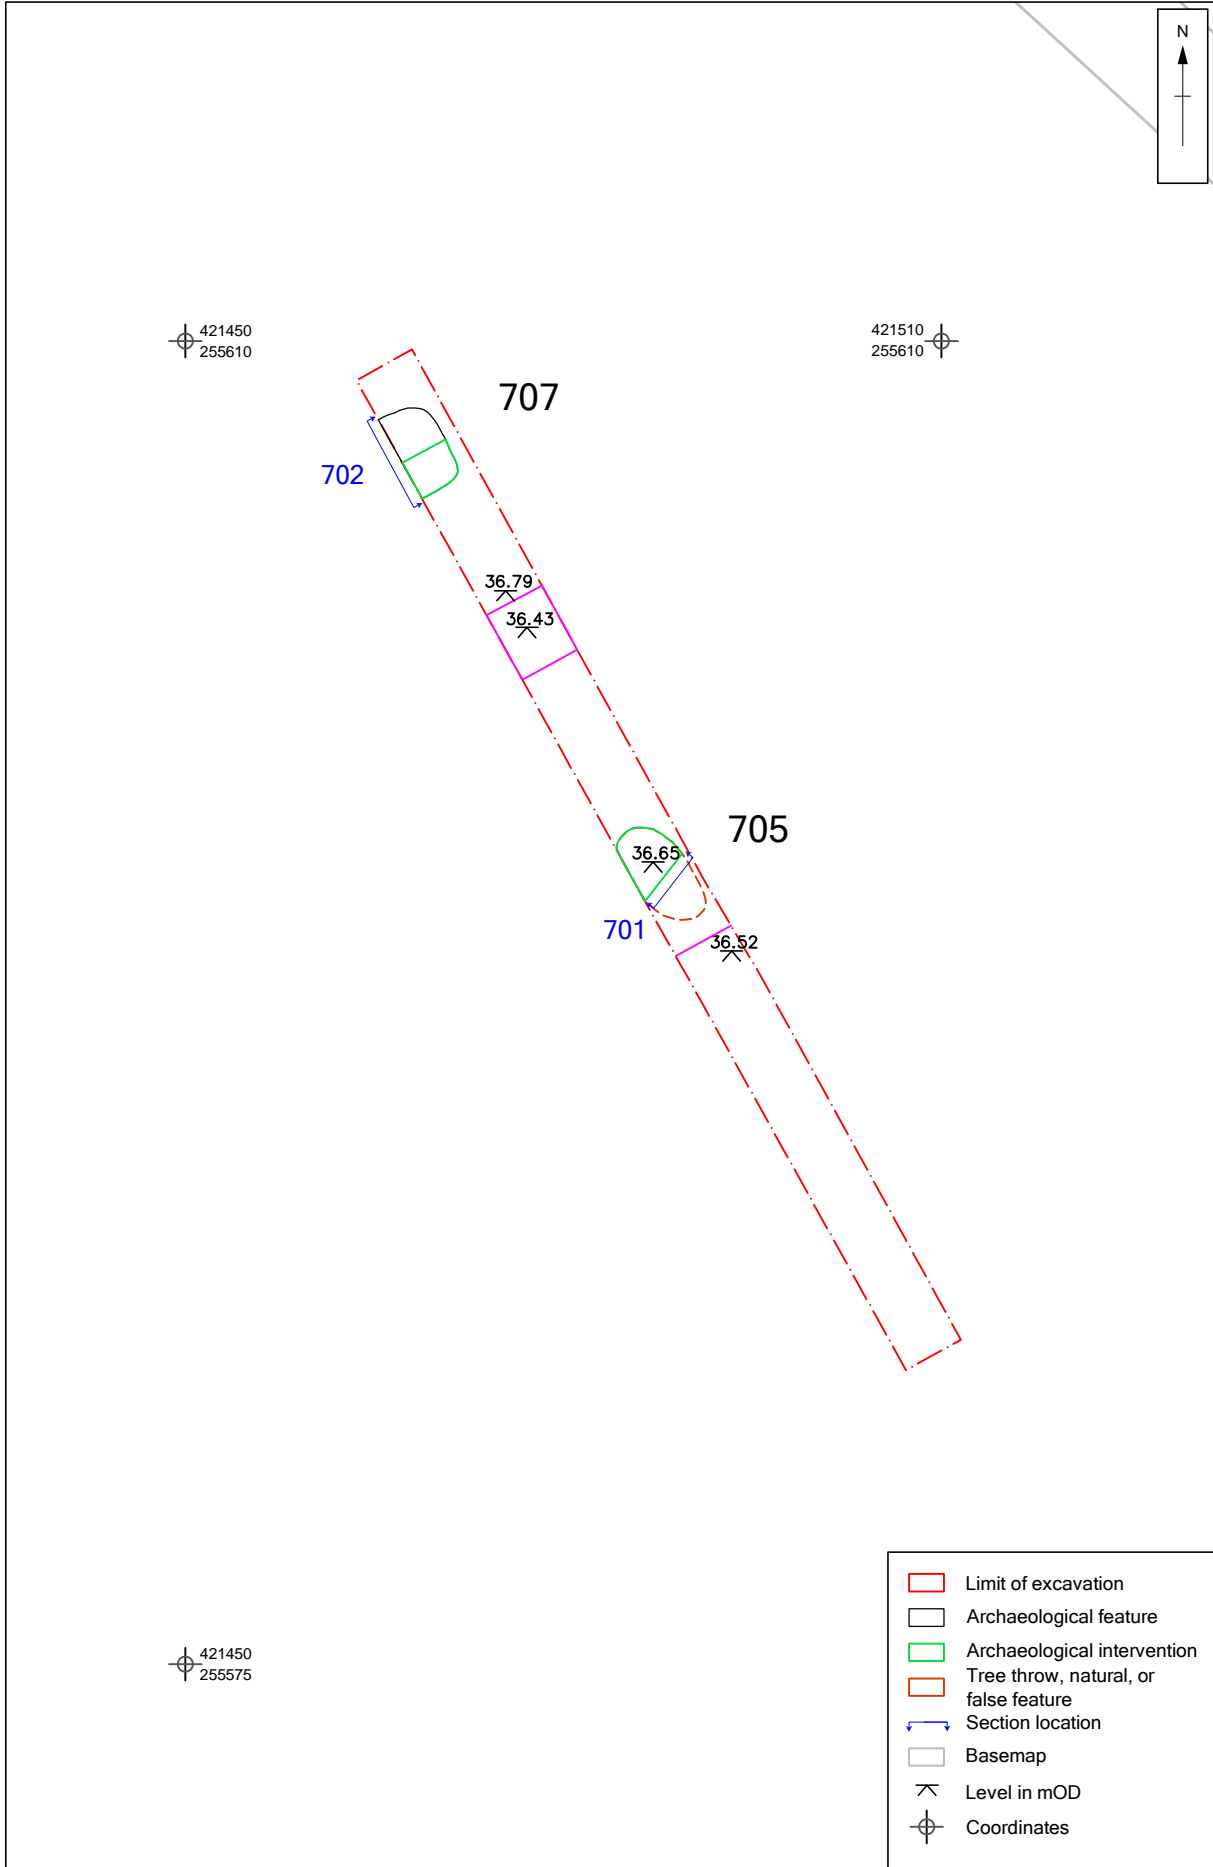 N
421450
255610
421510
255610
707
702
36.79
36.43
705
36.65
701
36.52
421450
255575
Limit of excavation
Archaeological feature
Archaeological intervention
Tree throw, natural, or
false feature
Section location
Basemap
Level in mOD
Coordinates